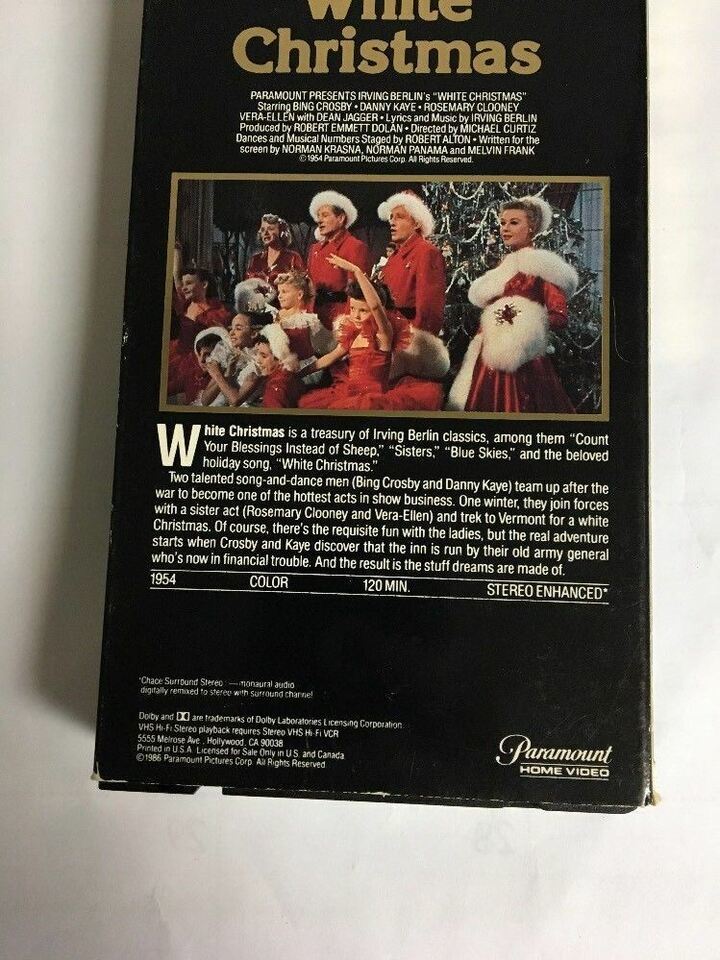 White
Christmas
PARAMOUNT PRESENTS IRVING BERLIN's "WHITE CHRISTMAS"
Starring BING CROSBY • DANNY KAYE • ROSEMARY CLOONEY
VERA-ELLEN with DEAN JAGGER • Lyrics and Music by IRVING BERLIN
Produced by ROBERT EMMETT DOLAN • Directed by MICHAEL CURTIZ
Dances and Musical Numbers Staged by ROBERT ALTON • Written for the
screen by NORMAN KRASNA, NORMAN PANAMA and MELVIN FRANK
©1954 Paramount Pictures Corp. All Rights Reserved.
White Christmas is a treasury of Irving Berlin classics, among them "Count
Your Blessings Instead of Sheep," "Sisters," "Blue Skies," and the beloved
holiday song, "White Christmas."
Two talented song-and-dance men (Bing Crosby and Danny Kaye) team up after the
war to become one of the hottest acts in show business. One winter, they join forces
with a sister act (Rosemary Clooney and Vera-Ellen) and trek to Vermont for a white
Christmas. Of course, there's the requisite fun with the ladies, but the real adventure
starts when Crosby and Kaye discover that the inn is run by their old army general
who's now in financial trouble. And the result is the stuff dreams are made of.
1954 COLOR 120 MIN. STEREO ENHANCED*
*Chace Surround Stereo — monaural audio
digitally remixed to stereo with surround channel
Dolby and DD are trademarks of Dolby Laboratories Licensing Corporation.
VHS Hi-Fi Stereo playback requires Stereo VHS Hi-Fi VCR
5555 Melrose Ave., Hollywood, CA 90038
Printed in U.S.A. Licensed for Sale Only in U.S. and Canada
©1986 Paramount Pictures Corp. All Rights Reserved
Paramount
HOME VIDEO